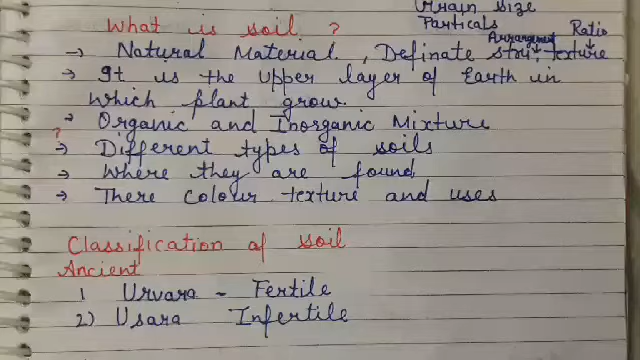 Grain size
What is soil ? Particals
Arrangement Ratio
→ Natural Material, Definate stru. texture
→ It is the upper layer of Earth in
which plant grow.
→ Organic and Inorganic Mixture
?
→ Different types of soils
→ Where they are found
→ There colour texture and uses
Classification of soil
Ancient
1 Urvara - Fertile
2) Usara Infertile